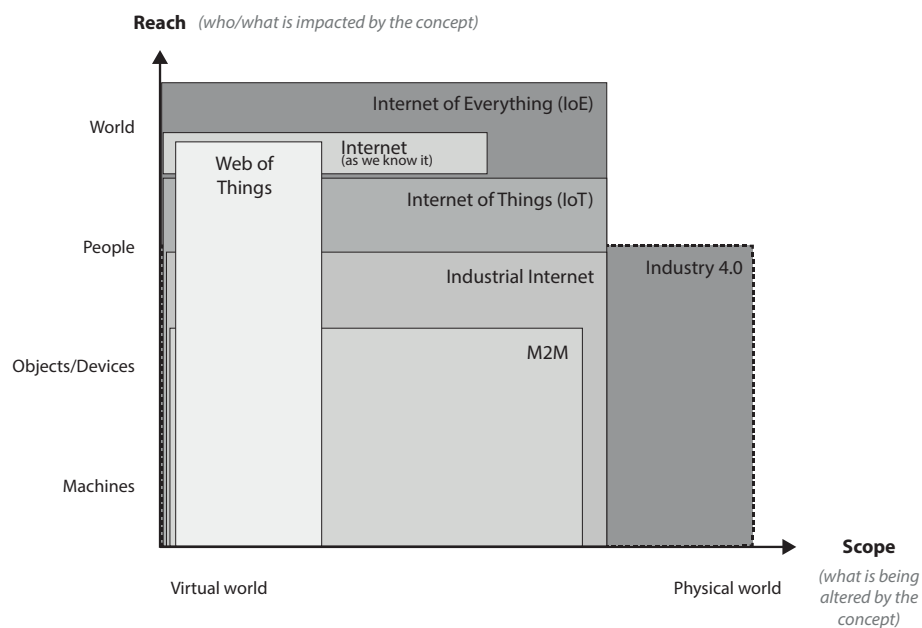 Reach (who/what is impacted by the concept)
World
People
Objects/Devices
Machines
Internet of Everything (IoE)
Internet
(as we know it)
Web of
Things
Internet of Things (IoT)
Industrial Internet
Industry 4.0
M2M
Virtual world
Physical world
Scope
(what is being
altered by the
concept)